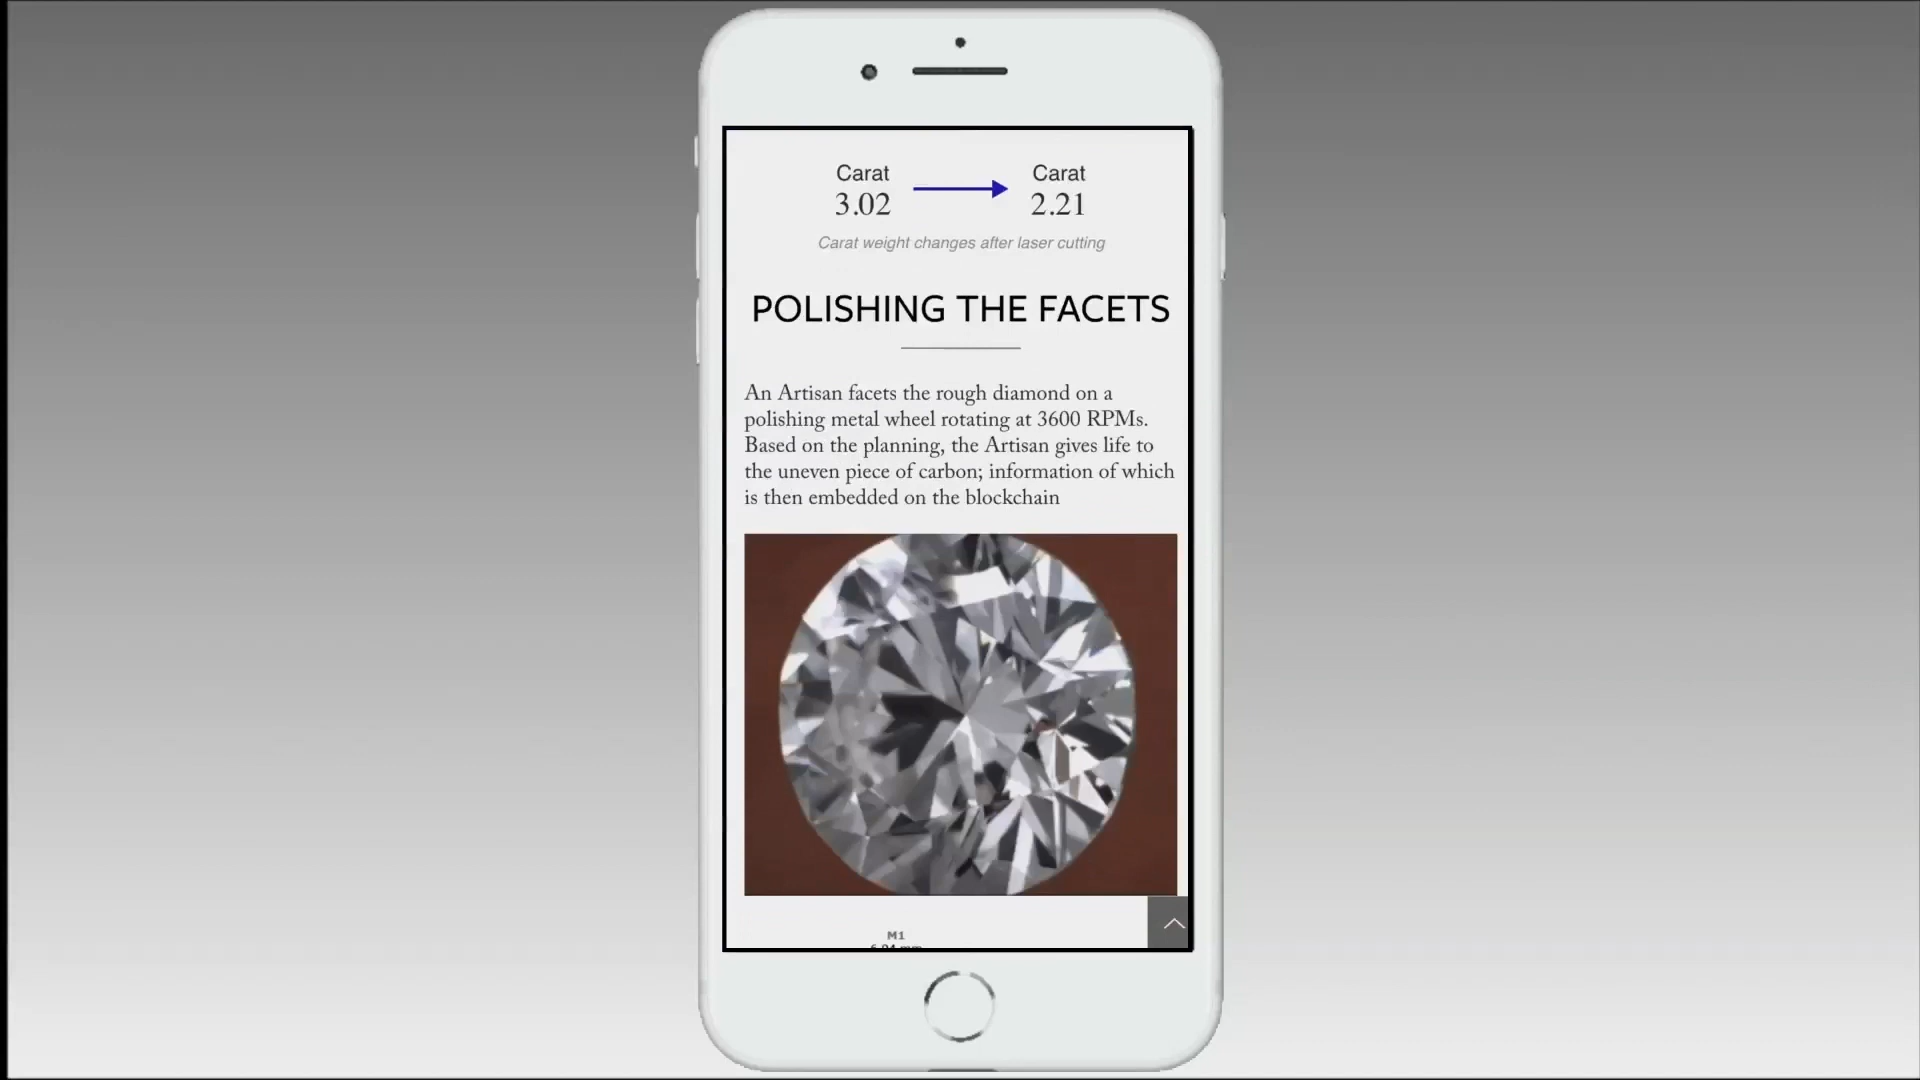 Carat Carat
3.02 2.21
Carat weight changes after laser cutting
POLISHING THE FACETS
An Artisan facets the rough diamond on a
polishing metal wheel rotating at 3600 RPMs.
Based on the planning, the Artisan gives life to
the uneven piece of carbon; information of which
is then embedded on the blockchain
M1